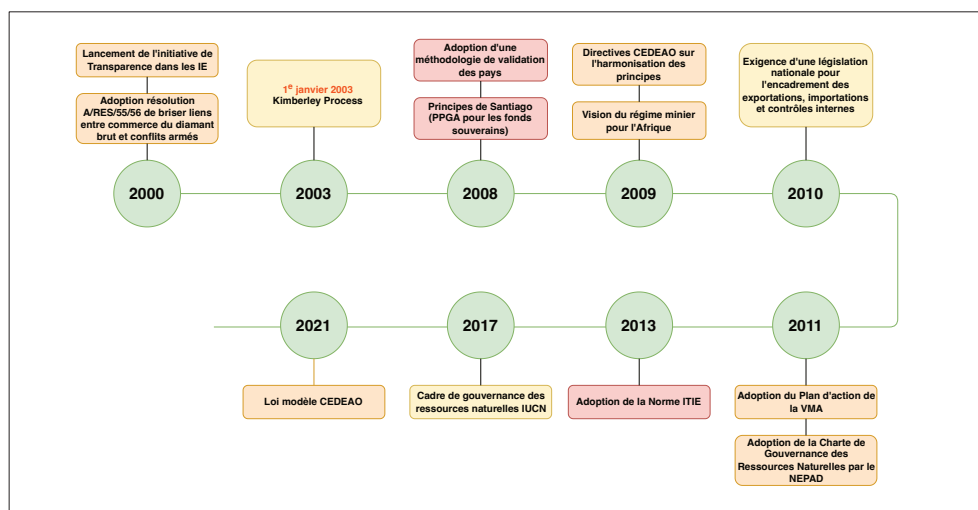 Lancement de l'initiative de
Transparence dans les IE
Adoption résolution
A/RES/55/56 de briser liens
entre commerce du diamant
brut et conflits armés
2000
1e janvier 2003
Kimberley Process
2003
Adoption d'une
méthodologie de validation
des pays
Principes de Santiago
(PPGA pour les fonds
souverains)
2008
Directives CEDEAO sur
l'harmonisation des
principes
Vision du régime minier
pour l'Afrique
2009
Exigence d'une législation
nationale pour
l'encadrement des
exportations, importations
et contrôles internes
2010
2011
Adoption du Plan d'action de
la VMA
Adoption de la Charte de
Gouvernance des
Ressources Naturelles par le
NEPAD
2013
Adoption de la Norme ITIE
2017
Cadre de gouvernance des
ressources naturelles IUCN
2021
Loi modèle CEDEAO